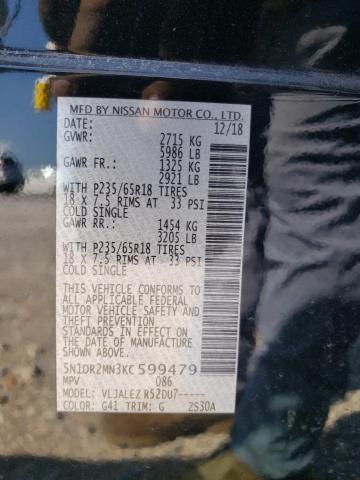 MFD BY NISSAN MOTOR CO., LTD.
DATE: 12/18
GVWR: 2715 KG
5986 LB
GAWR FR: 1325 KG
2921 LB
WITH P235/65R18 TIRES
18 X 7.5 RIMS AT 33 PSI
COLD SINGLE
GAWR RR: 1454 KG
3205 LB
WITH P235/65R18 TIRES
18 X 7.5 RIMS AT 33 PSI
COLD SINGLE
THIS VEHICLE CONFORMS TO
ALL APPLICABLE FEDERAL
MOTOR VEHICLE SAFETY
AND THEFT PREVENTION
STANDARDS IN EFFECT ON
THE DATE OF MANUFACTURE
SHOWN ABOVE.
5N1DR2MN3KC599479
MPV 086
MODEL: VLJALEZ R52DU7-----
COLOR: G41 TRIM: G ZS30A